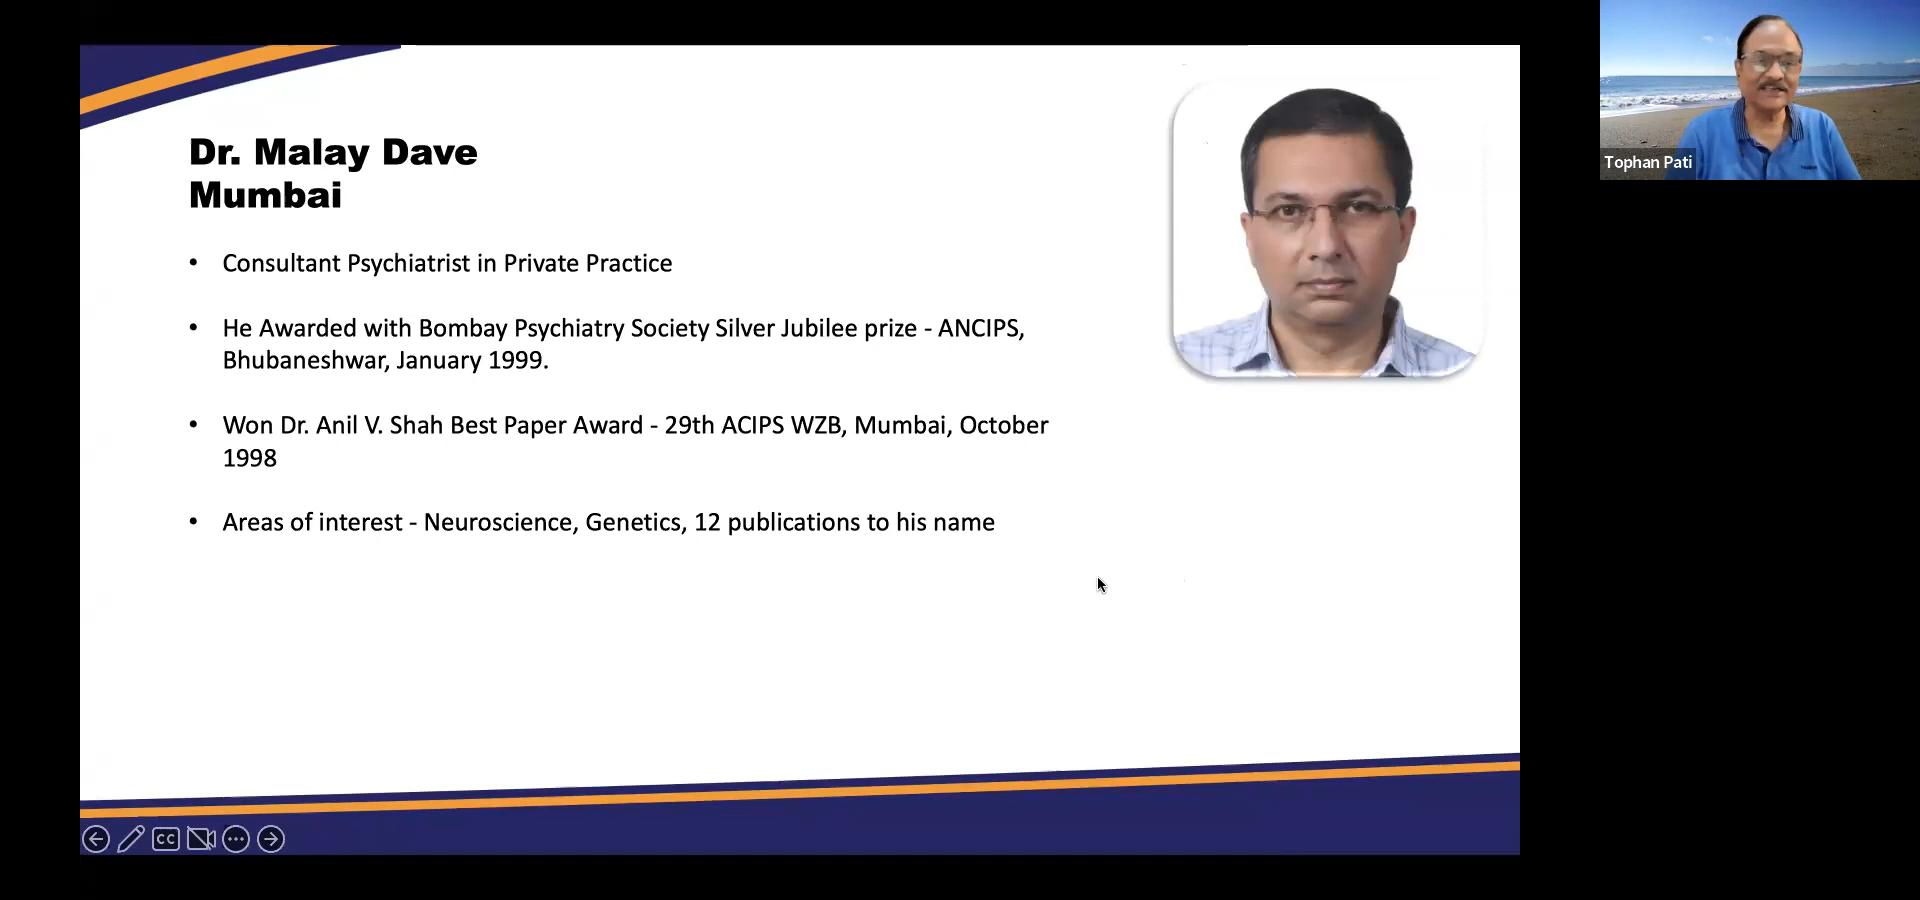 Dr. Malay Dave
Mumbai
• Consultant Psychiatrist in Private Practice
• He Awarded with Bombay Psychiatry Society Silver Jubilee prize - ANCIPS,
Bhubaneshwar, January 1999.
• Won Dr. Anil V. Shah Best Paper Award - 29th ACIPS WZB, Mumbai, October
1998
• Areas of interest - Neuroscience, Genetics, 12 publications to his name
CC
Tophan Pati